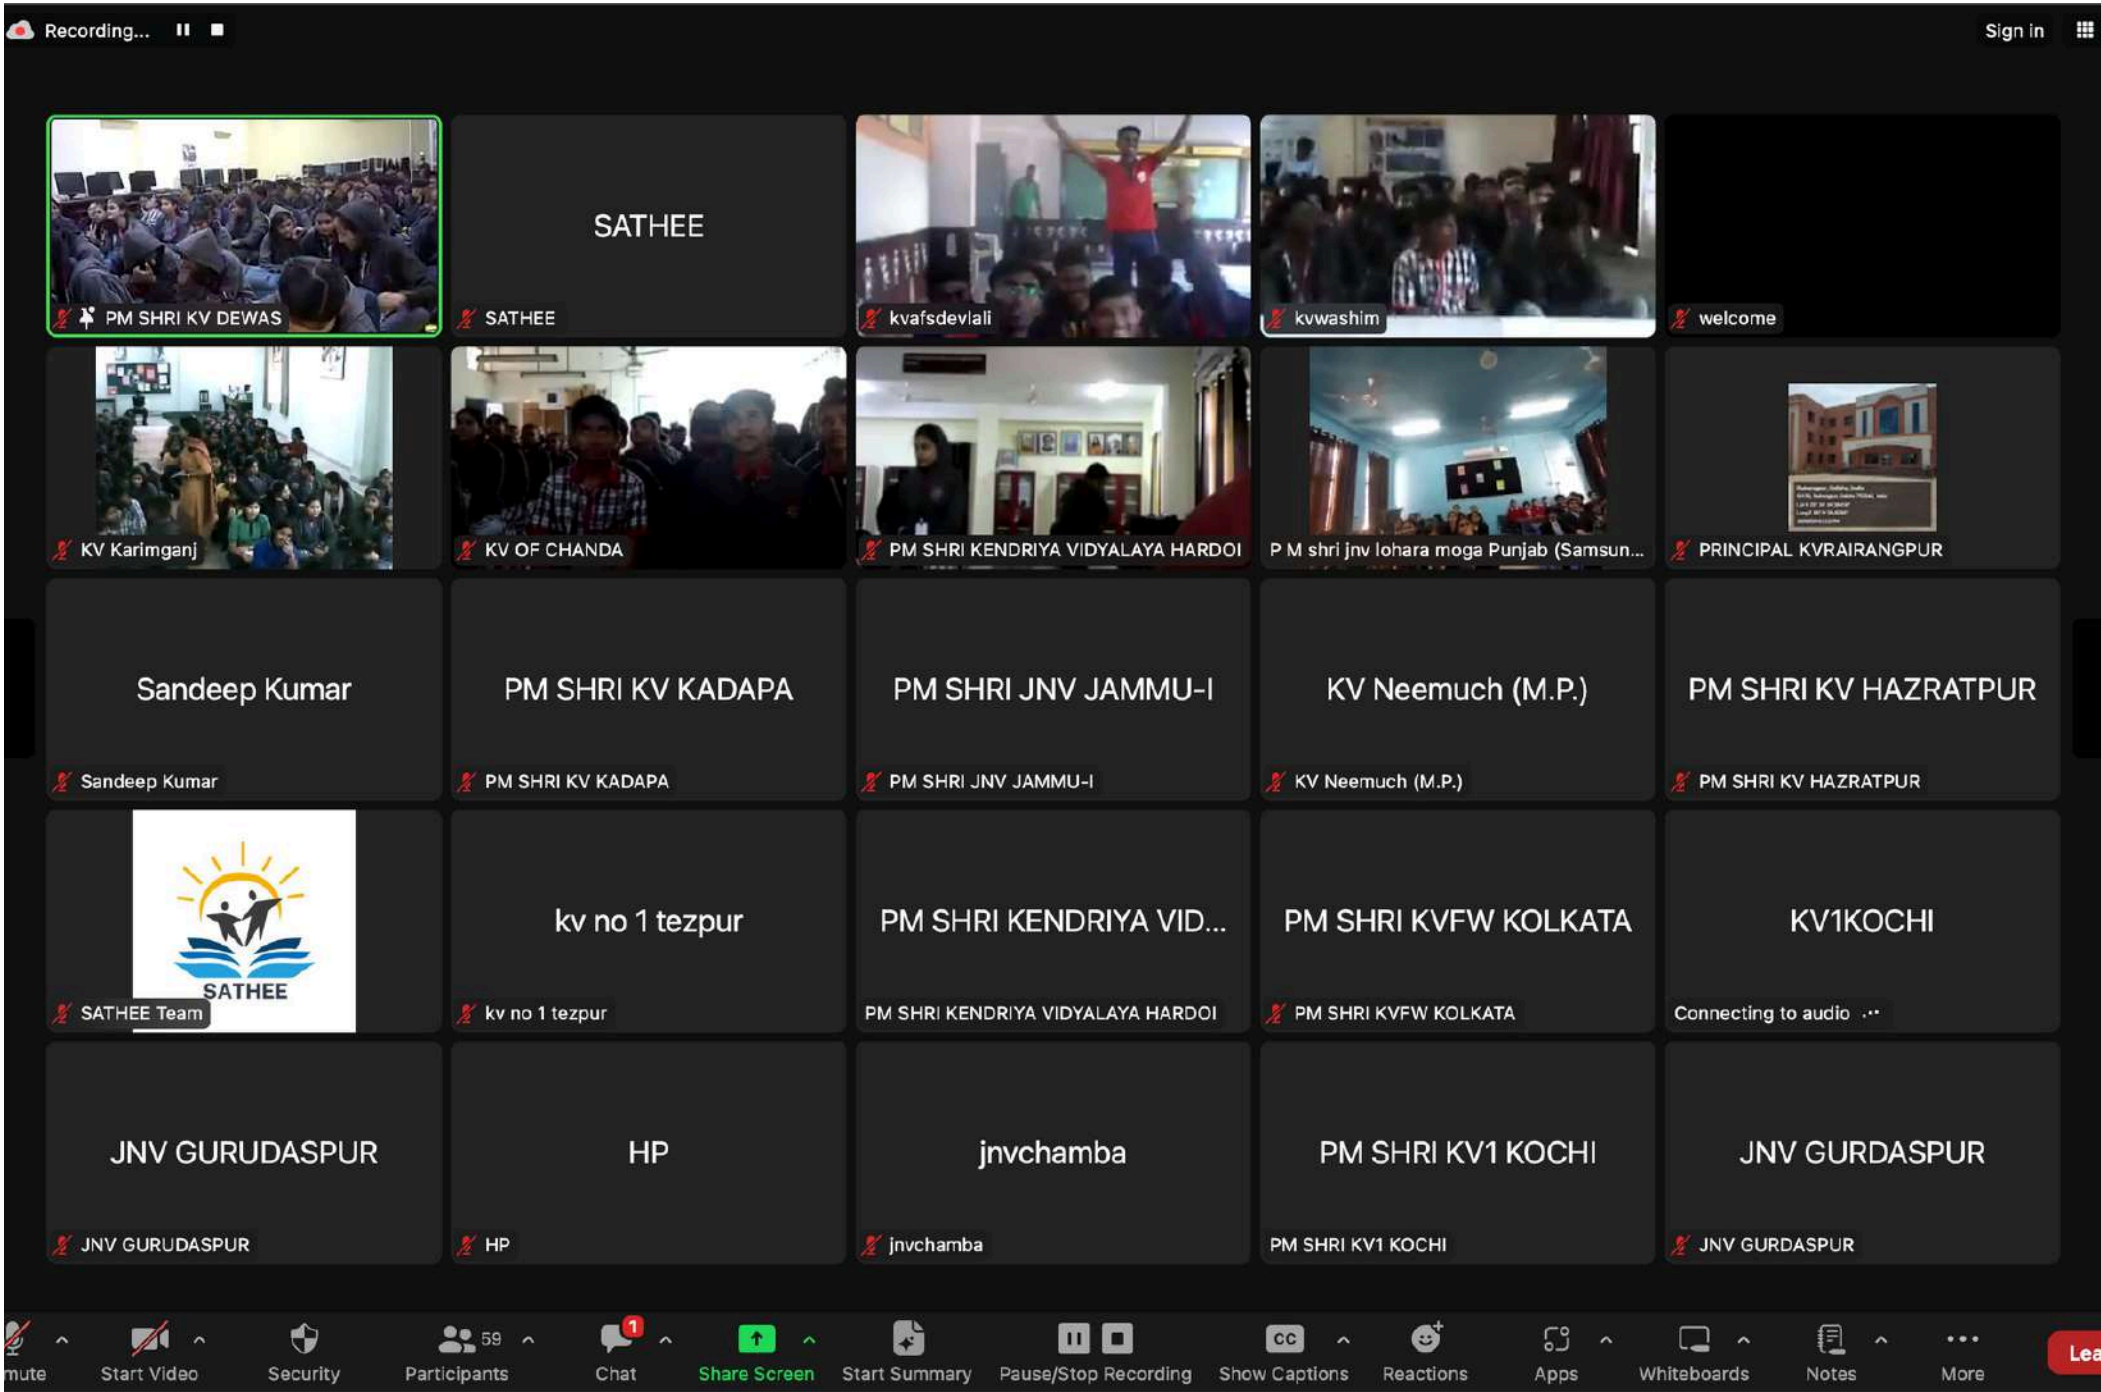 Recording...
Sign in
PM SHRI KV DEWAS
SATHEE
SATHEE
kvafsdevlali
kvwashim
welcome
KV Karimganj
KV OF CHANDA
PM SHRI KENDRIYA VIDYALAYA HARDOI
P M shri jnv lohara moga Punjab (Samsun...
PRINCIPAL KVRAIRANGPUR
Sandeep Kumar
Sandeep Kumar
PM SHRI KV KADAPA
PM SHRI KV KADAPA
PM SHRI JNV JAMMU-I
PM SHRI JNV JAMMU-I
KV Neemuch (M.P.)
KV Neemuch (M.P.)
PM SHRI KV HAZRATPUR
PM SHRI KV HAZRATPUR
SATHEE
SATHEE Team
kv no 1 tezpur
kv no 1 tezpur
PM SHRI KENDRIYA VID...
PM SHRI KENDRIYA VIDYALAYA HARDOI
PM SHRI KVFW KOLKATA
PM SHRI KVFW KOLKATA
KV1KOCHI
Connecting to audio ...
JNV GURUDASPUR
JNV GURUDASPUR
HP
HP
jnvchamba
jnvchamba
PM SHRI KV1 KOCHI
PM SHRI KV1 KOCHI
JNV GURDASPUR
JNV GURDASPUR
mute
Start Video
Security
59
Participants
1
Chat
Share Screen
Start Summary
Pause/Stop Recording
CC
Show Captions
Reactions
Apps
Whiteboards
Notes
More
Lea